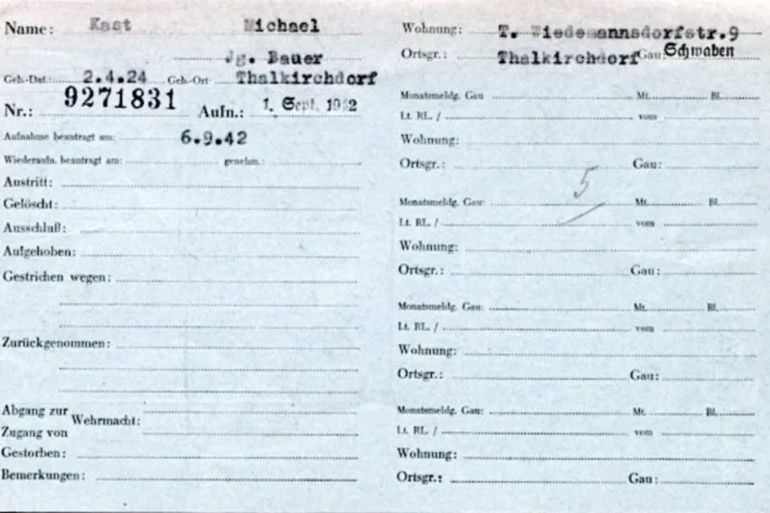 Name: Kast Michael
Jg. Bauer
Geb.-Dat.: 2.4.24 Geb.-Ort: Thalkirchdorf
Nr.: 9271831 Aufn.: 1. Sept. 1942
Aufnahme beantragt am: 6.9.42
Wiederaufn. beantragt am: genehm.:
Austritt:
Gelöscht:
Ausschluß:
Aufgehoben:
Gestrichen wegen:
Zurückgenommen:
Abgang zur
Wehrmacht:
Zugang von
Gestorben:
Bemerkungen:
Wohnung: T. Wiedemannsdorfstr.9
Ortsgr.: Thalkirchdorf Gau: Schwaben
Monatsmeldg. Gau: Mt. Bl.
Lt. RL. / vom
Wohnung:
Ortsgr.: Gau:
5
Monatsmeldg. Gau: Mt. Bl.
Lt. RL. / vom
Wohnung:
Ortsgr.: Gau:
Monatsmeldg. Gau: Mt. Bl.
Lt. RL. / vom
Wohnung:
Ortsgr.: Gau:
Monatsmeldg. Gau: Mt. Bl.
Lt. RL. / vom
Wohnung:
Ortsgr.: Gau: